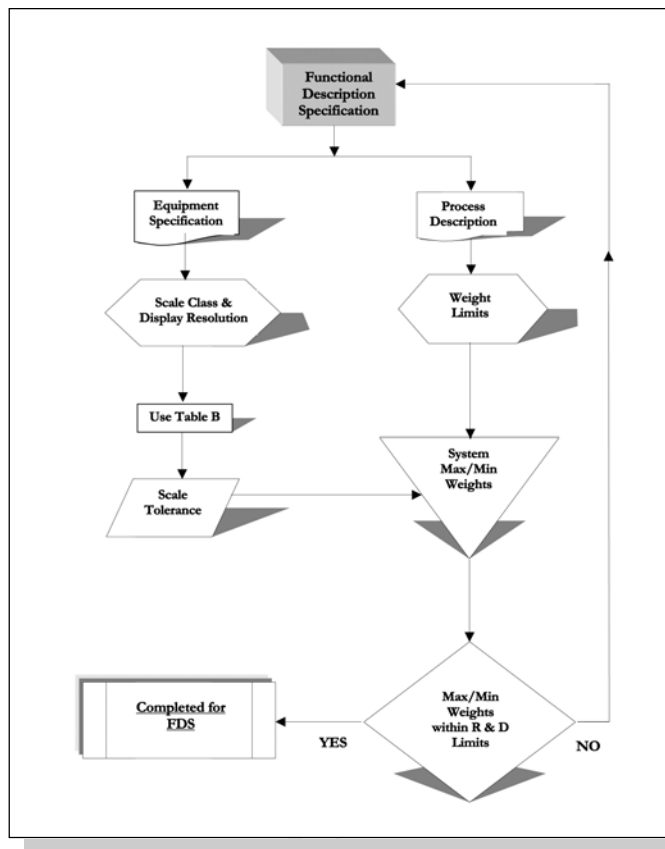 Functional
Description
Specification
Equipment
Specification
Process
Description
Scale Class &
Display Resolution
Weight
Limits
Use Table B
System
Max/Min
Weights
Scale
Tolerance
Max/Min
Weights
within R & D
Limits
Completed for
FDS
YES
NO